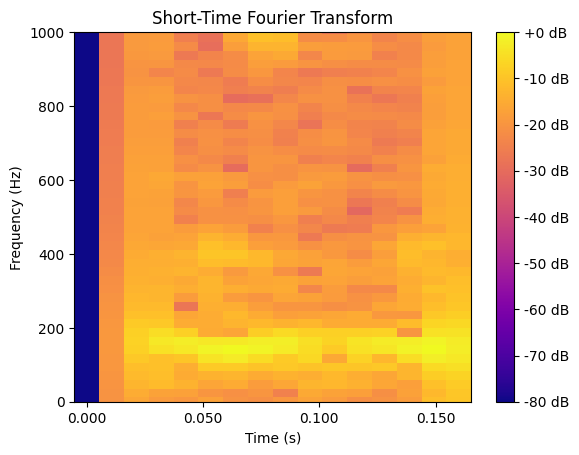 Short-Time Fourier Transform
Frequency (Hz)
1000
800
600
400
200
0
0.000
0.050
0.100
0.150
Time (s)
+0 dB
-10 dB
-20 dB
-30 dB
-40 dB
-50 dB
-60 dB
-70 dB
-80 dB